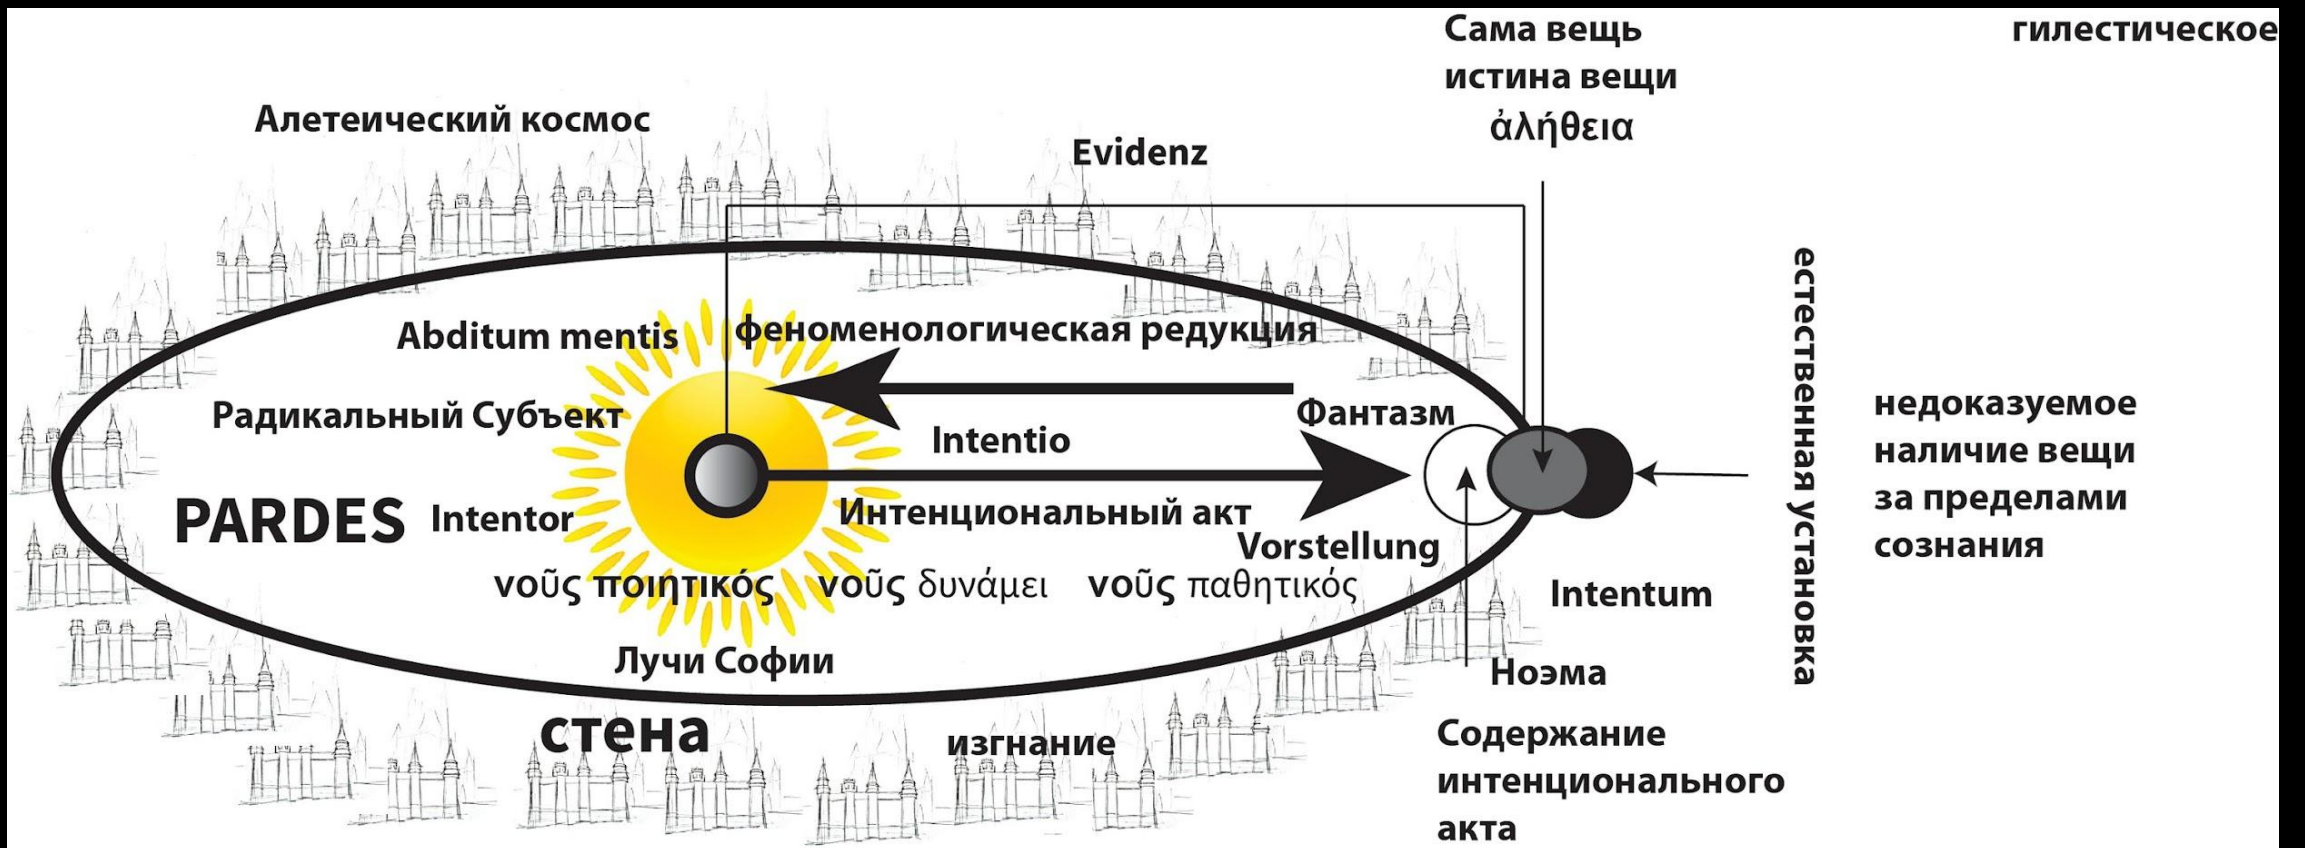 Сама вещь
истина вещи
ἀλήθεια
гилестическое
Алетеический космос
Evidenz
Abditum mentis
феноменологическая редукция
Радикальный Субъект
Фантазм
Intentio
PARDES
Intentor
Интенциональный акт
Vorstellung
νοῦς ποιητικός νοῦς δυνάμει νοῦς παθητικός
Лучи Софии
стена
изгнание
Intentum
Ноэма
Содержание
интенционального
акта
естественная установка
недоказуемое
наличие вещи
за пределами
сознания